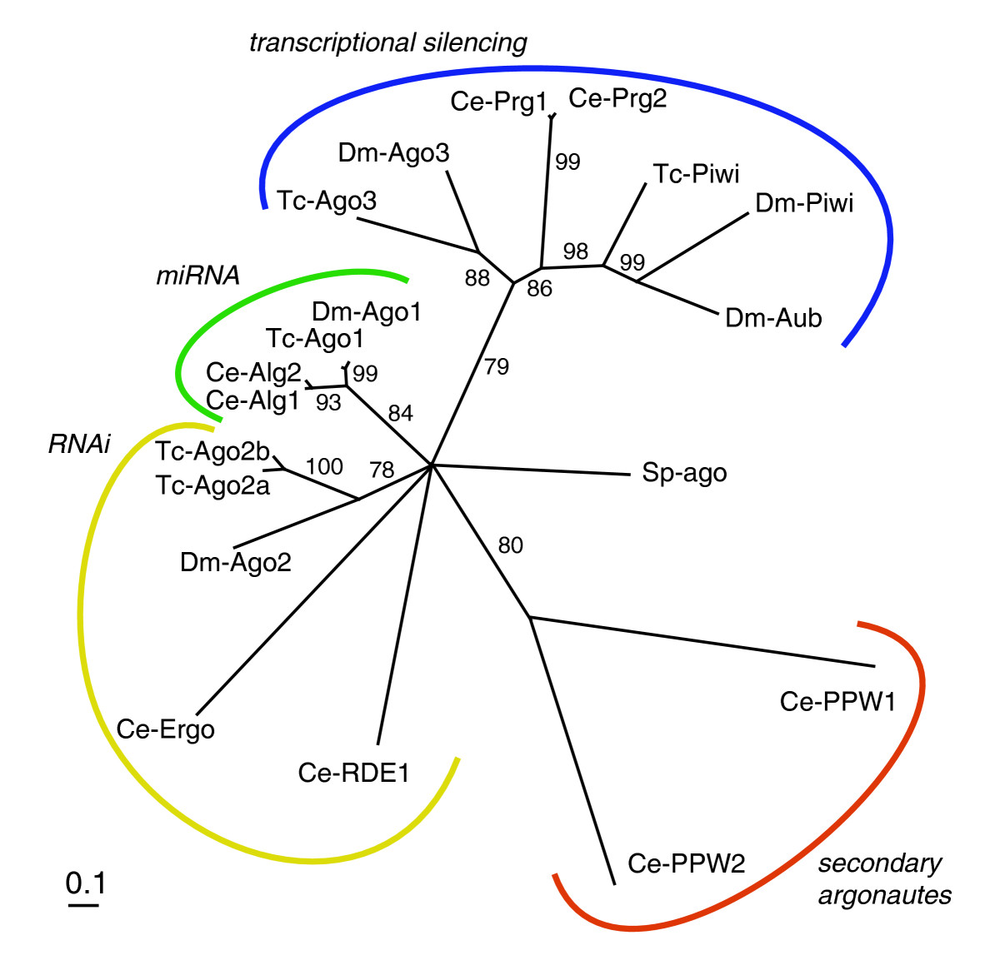 transcriptional silencing
Ce-Prg1 Ce-Prg2
Dm-Ago3
99
Tc-Piwi
Tc-Ago3
Dm-Piwi
98
99
88
86
miRNA
Dm-Ago1
Dm-Aub
Tc-Ago1
79
Ce-Alg2
99
Ce-Alg1
93
84
RNAi
Tc-Ago2b
100
78
Tc-Ago2a
Sp-ago
80
Dm-Ago2
Ce-PPW1
Ce-Ergo
Ce-RDE1
Ce-PPW2
secondary
argonautes
0.1